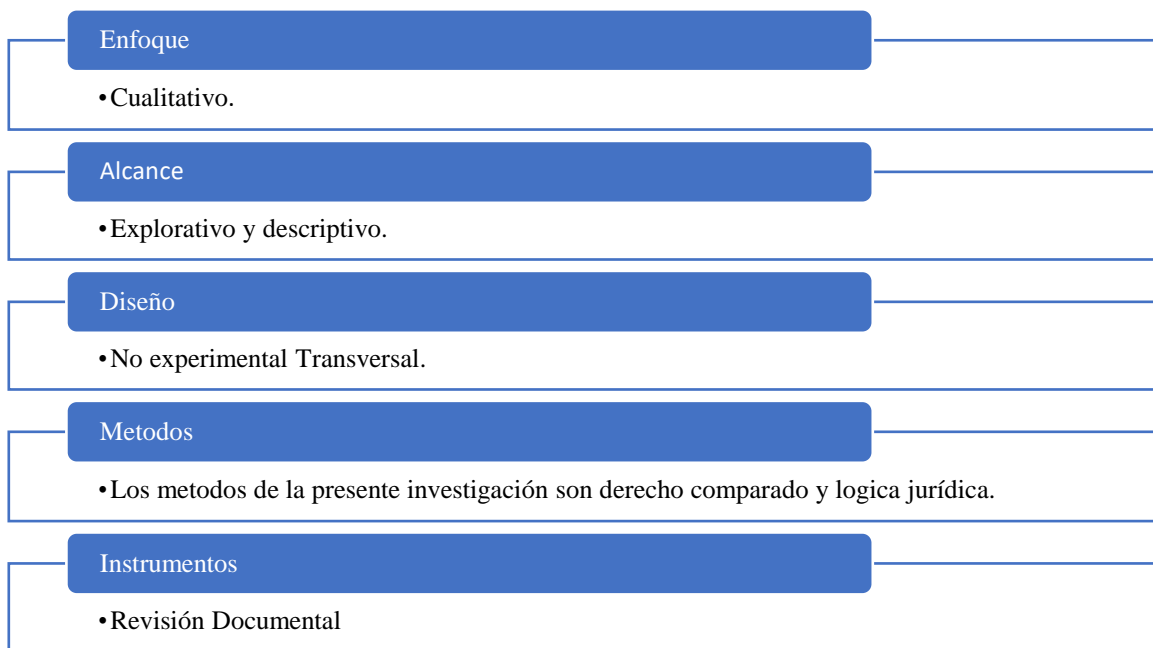 Enfoque
•Cualitativo.
Alcance
•Explorativo y descriptivo.
Diseño
•No experimental Transversal.
Metodos
•Los metodos de la presente investigación son derecho comparado y logica jurídica.
Instrumentos
•Revisión Documental